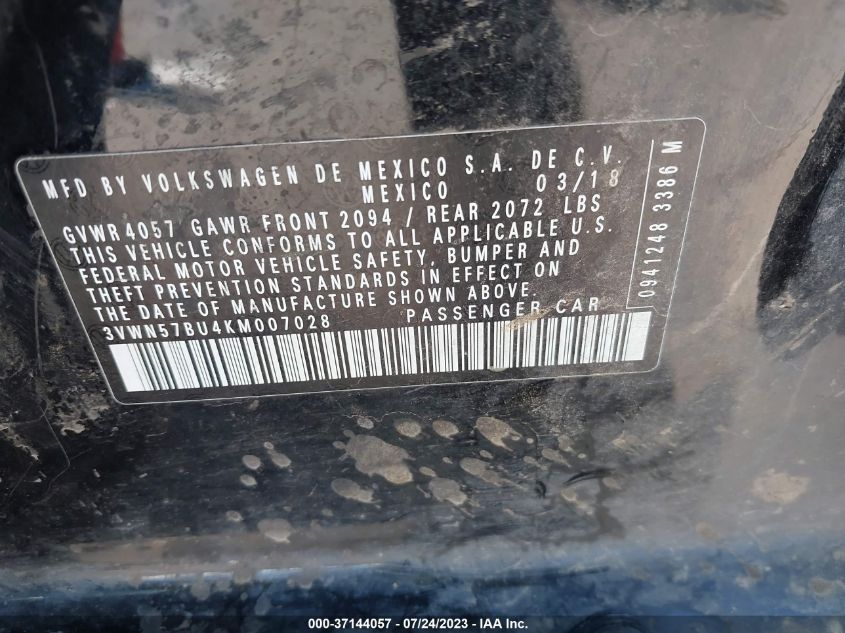 MFD BY VOLKSWAGEN DE MEXICO S.A. DE C.V.
MEXICO 03/18
GVWR 4057 GAWR FRONT 2094 / REAR 2072 LBS
THIS VEHICLE CONFORMS TO ALL APPLICABLE U.S.
FEDERAL MOTOR VEHICLE SAFETY, BUMPER AND
THEFT PREVENTION STANDARDS IN EFFECT ON
THE DATE OF MANUFACTURE SHOWN ABOVE.
3VWN57BU4KM007028 PASSENGER CAR
0941248 3386 M
000-37144057 - 07/24/2023 - IAA Inc.